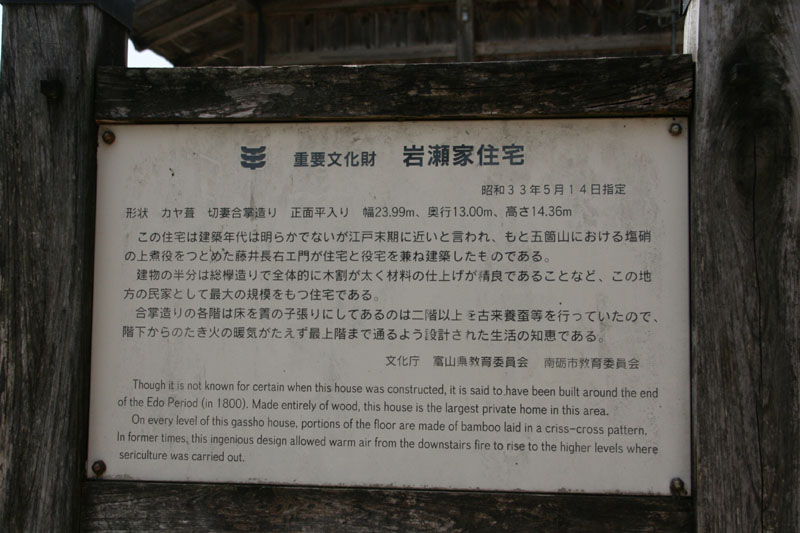 重要文化財 岩瀬家住宅
昭和33年5月14日指定
形状 カヤ葺 切妻合掌造り 正面平入り 幅23.99m、奥行13.00m、高さ14.36m
この住宅は建築年代は明らかでないが江戸末期に近いと言われ、もと五箇山における塩硝
の上煮役をつとめた藤井長右エ門が住宅と役宅を兼ね建築したものである。
建物の半分は総欅造りで全体的に木割が太く材料の仕上げが精良であることなど、この地
方の民家として最大の規模をもつ住宅である。
合掌造りの各階は床を簀の子張りにしてあるのは二階以上を古来養蚕等を行っていたので、
階下からのたき火の暖気がたえず最上階まで通るよう設計された生活の知恵である。
文化庁 富山県教育委員会 南砺市教育委員会
Though it is not known for certain when this house was constructed, it is said to have been built around the end
of the Edo Period (in 1800). Made entirely of wood, this house is the largest private home in this area.
On every level of this gassho house, portions of the floor are made of bamboo laid in a criss-cross pattern.
In former times, this ingenious design allowed warm air from the downstairs fire to rise to the higher levels where
sericulture was carried out.